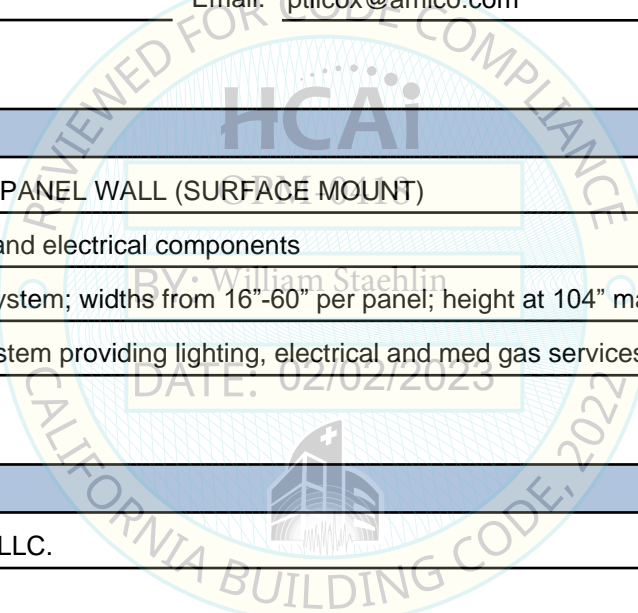 Email: ptilcox@amico.com
REVIEWED FOR CODE COMPLIANCE
HCAi
PANEL WALL (SURFACE MOUNT)
OPM-0418
and electrical components
BY: William Staehlin
ystem; widths from 16”-60” per panel; height at 104” ma
stem providing lighting, electrical and med gas services
DATE: 02/02/2023
LLC.
CALIFORNIA BUILDING CODE, 2022